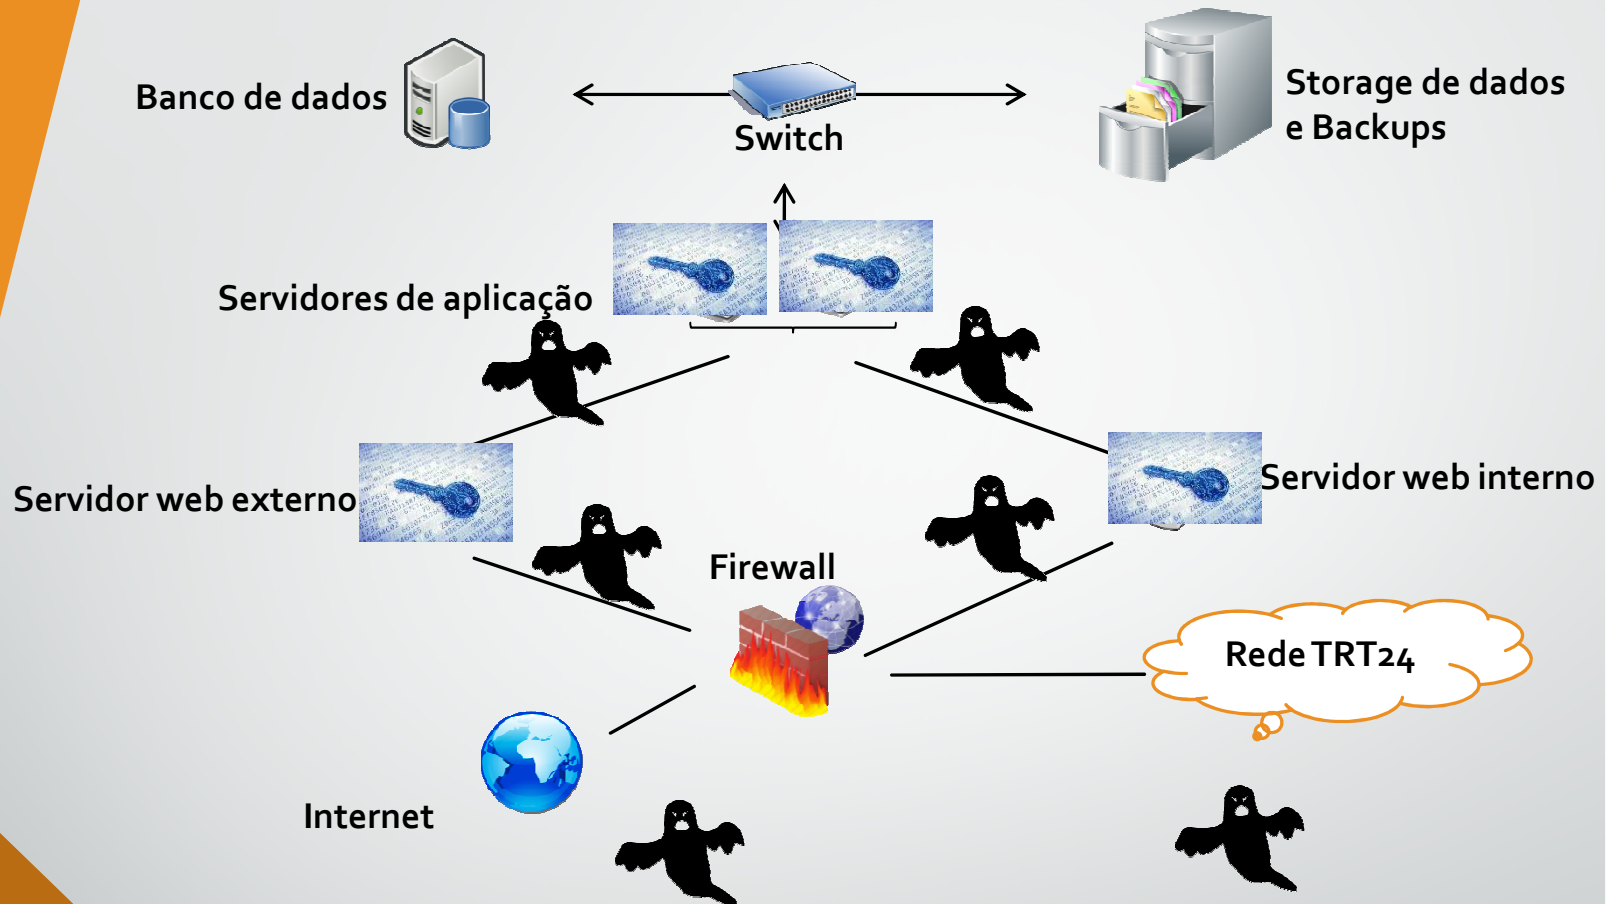 Banco de dados
Switch
Storage de dados
e Backups
Servidores de aplicação
Servidor web externo
Servidor web interno
Firewall
Rede TRT24
Internet